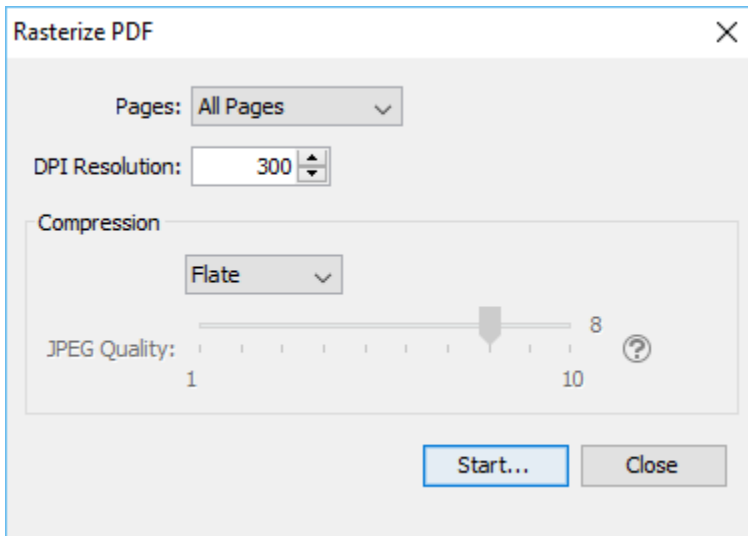 Rasterize PDF
Pages: All Pages
DPI Resolution: 300
Compression
Flate
8
JPEG Quality: ?
1 10
Start... Close